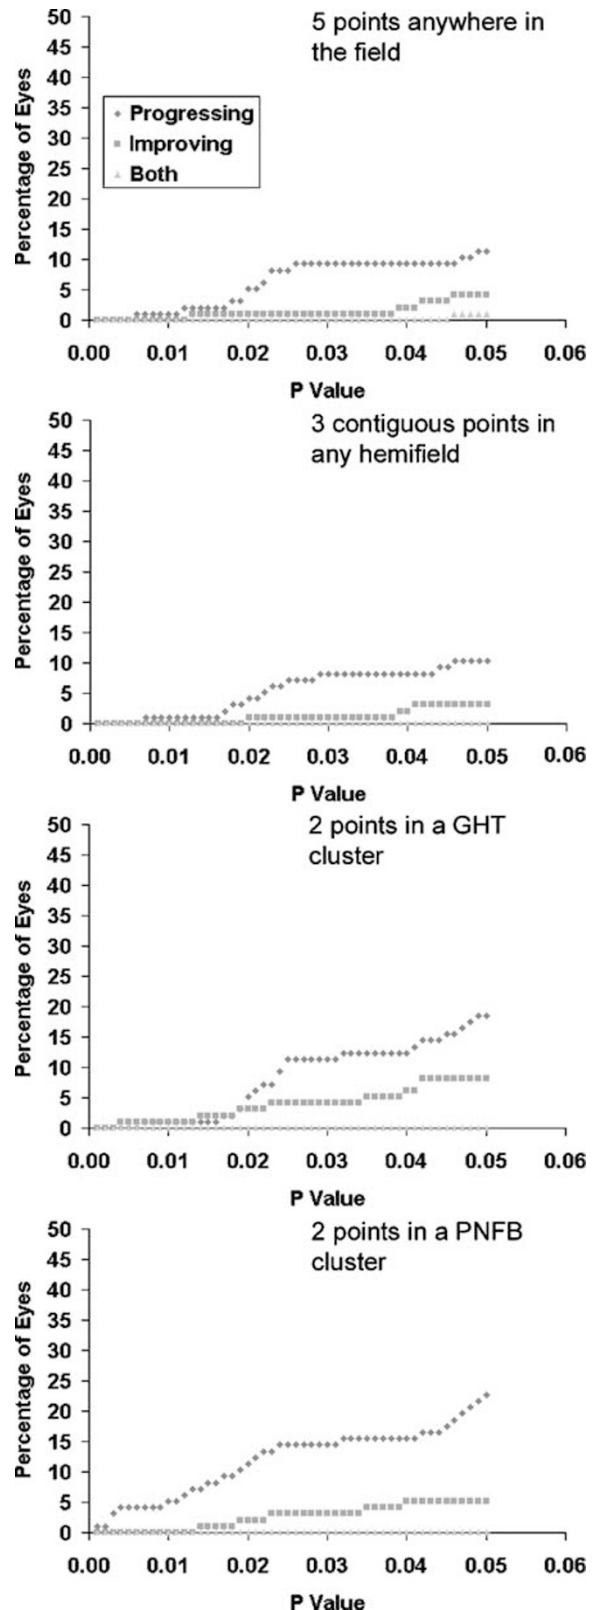 5 points anywhere in
the field
50
45
40
35
30
25
20
15
10
5
0
Percentage of Eyes
Progressing
Improving
Both
0.00 0.01 0.02 0.03 0.04 0.05 0.06
P Value
3 contiguous points in
any hemifield
50
45
40
35
30
25
20
15
10
5
0
Percentage of Eyes
0.00 0.01 0.02 0.03 0.04 0.05 0.06
P Value
2 points in a GHT
cluster
50
45
40
35
30
25
20
15
10
5
0
Percentage of Eyes
0.00 0.01 0.02 0.03 0.04 0.05 0.06
P Value
2 points in a PNFB
cluster
50
45
40
35
30
25
20
15
10
5
0
Percentage of Eyes
0.00 0.01 0.02 0.03 0.04 0.05 0.06
P Value